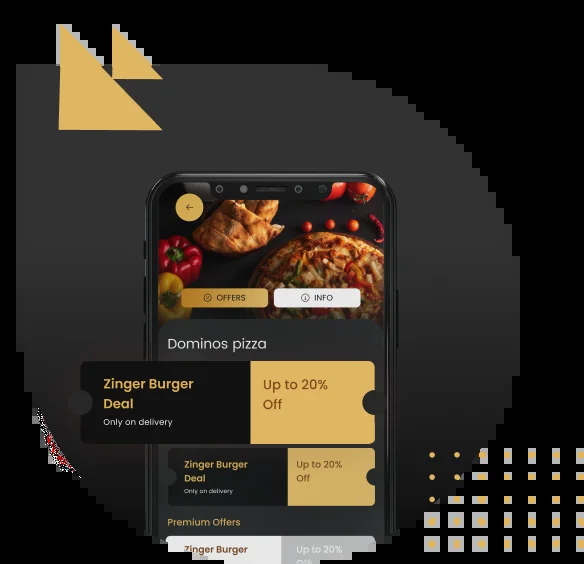 OFFERS
INFO
Dominos pizza
Zinger Burger
Deal
Only on delivery
Up to 20%
Off
Zinger Burger
Deal
Only on delivery
Up to 20%
Off
Premium Offers
Zinger Burger
Up to 20%